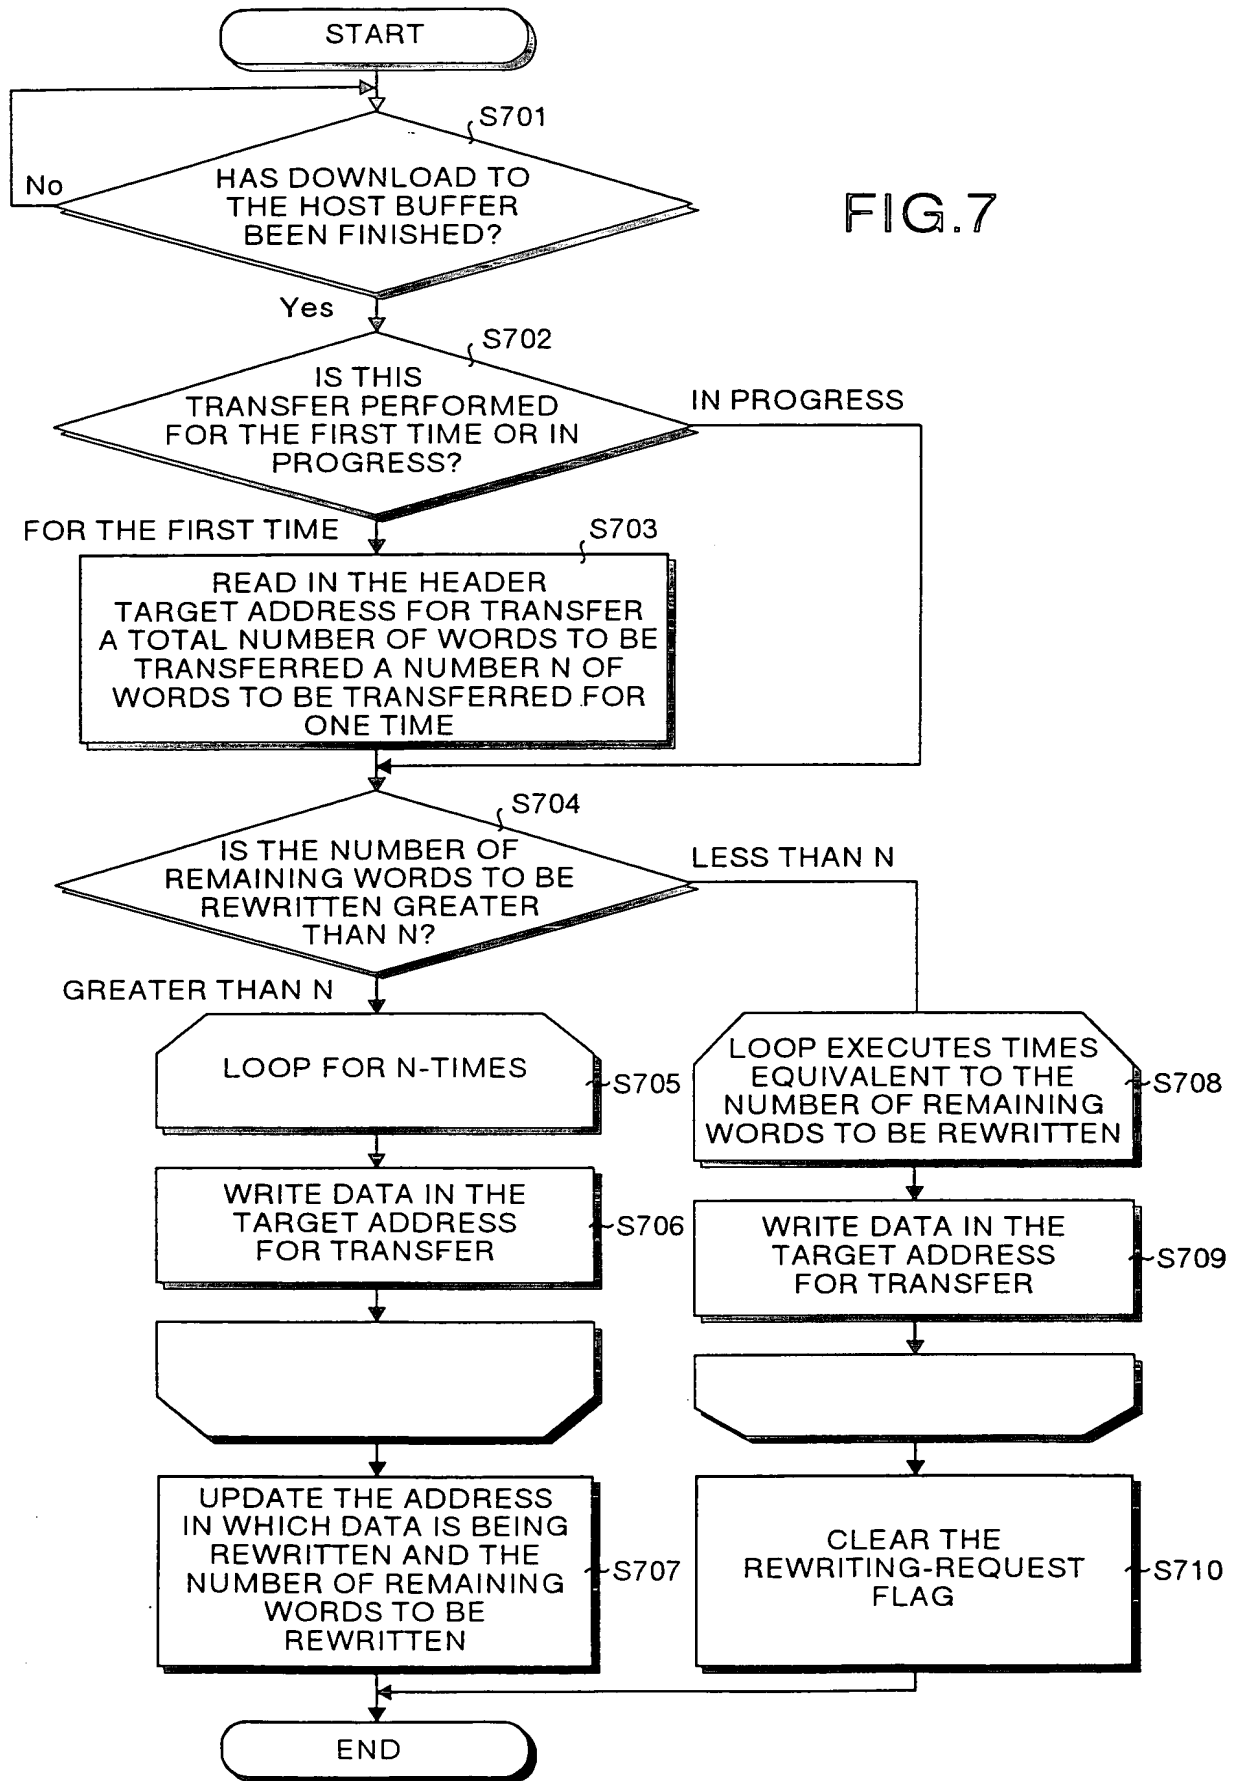 START
S701
No
HAS DOWNLOAD TO
THE HOST BUFFER
BEEN FINISHED?
FIG.7
Yes
S702
IS THIS
TRANSFER PERFORMED
FOR THE FIRST TIME OR IN
PROGRESS?
IN PROGRESS
FOR THE FIRST TIME
S703
READ IN THE HEADER
TARGET ADDRESS FOR TRANSFER
A TOTAL NUMBER OF WORDS TO BE
TRANSFERRED A NUMBER N OF
WORDS TO BE TRANSFERRED FOR
ONE TIME
S704
IS THE NUMBER OF
REMAINING WORDS TO BE
REWRITTEN GREATER
THAN N?
LESS THAN N
GREATER THAN N
LOOP FOR N-TIMES
S705
LOOP EXECUTES TIMES
EQUIVALENT TO THE
NUMBER OF REMAINING
WORDS TO BE REWRITTEN
S708
WRITE DATA IN THE
TARGET ADDRESS
FOR TRANSFER
S706
WRITE DATA IN THE
TARGET ADDRESS
FOR TRANSFER
S709
UPDATE THE ADDRESS
IN WHICH DATA IS BEING
REWRITTEN AND THE
NUMBER OF REMAINING
WORDS TO BE
REWRITTEN
S707
CLEAR THE
REWRITING-REQUEST
FLAG
S710
END